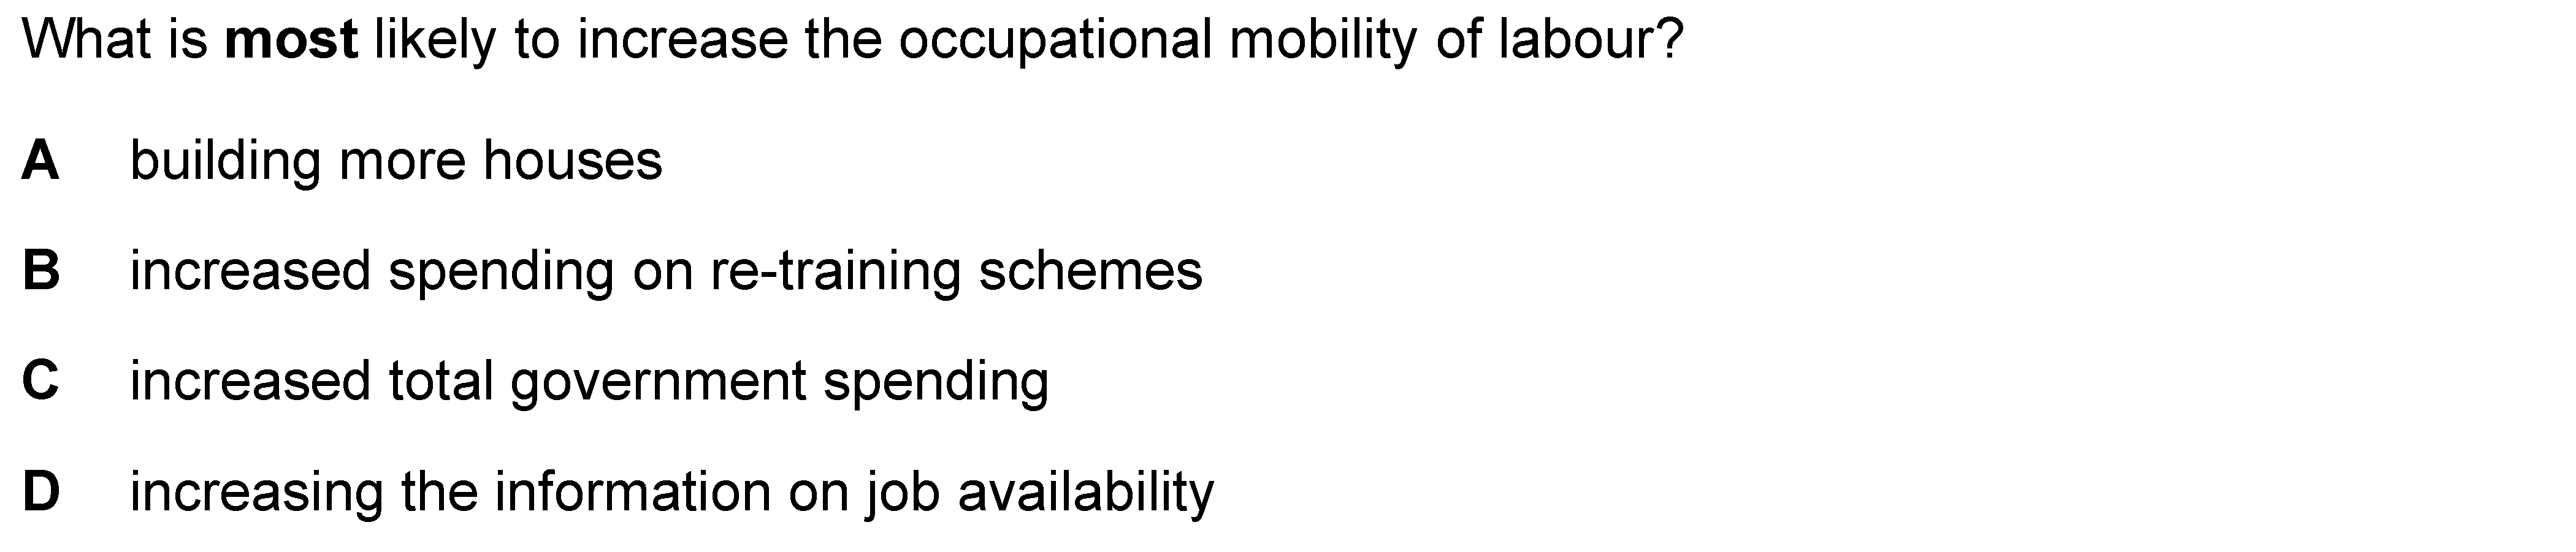 What is most likely to increase the occupational mobility of labour?
A building more houses
B increased spending on re-training schemes
C increased total government spending
D increasing the information on job availability